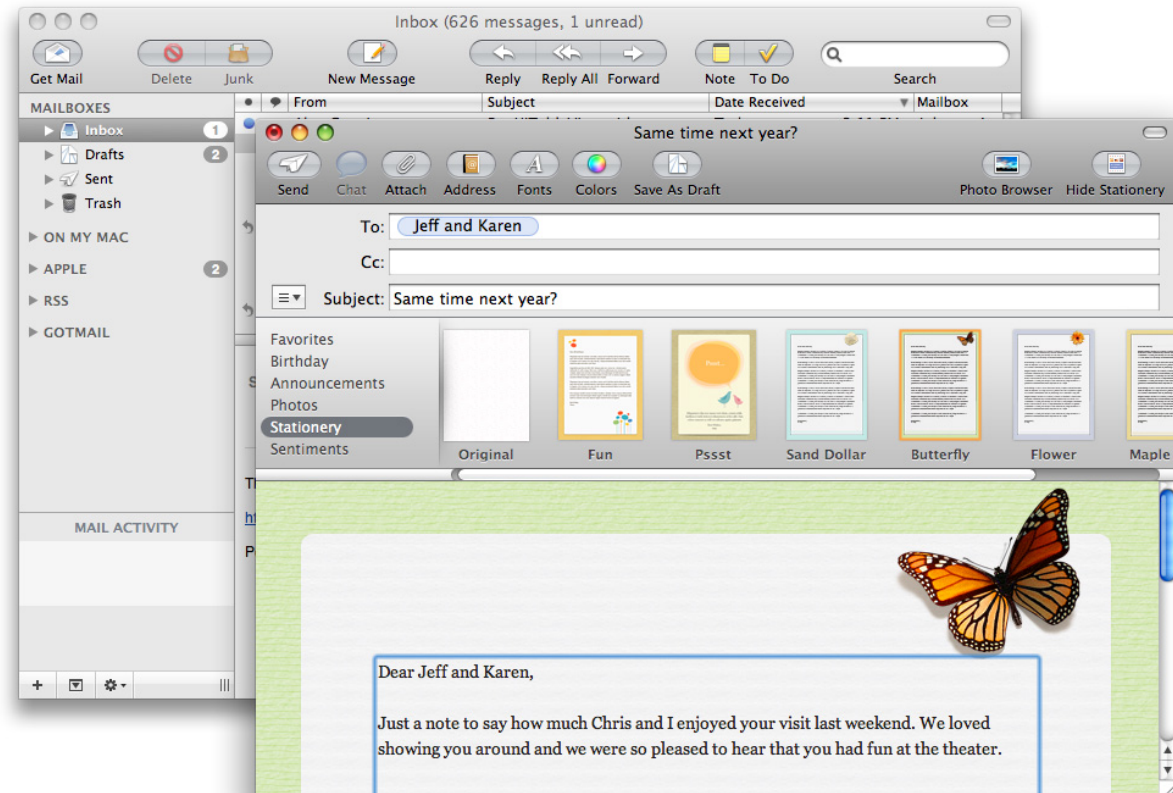 Inbox (626 messages, 1 unread)
Get Mail Delete Junk New Message Reply Reply All Forward Note To Do Search
MAILBOXES
From Subject Date Received Mailbox
Inbox 1
Drafts 2
Sent
Trash
ON MY MAC
APPLE 2
RSS
GOTMAIL
MAIL ACTIVITY
Same time next year?
Send Chat Attach Address Fonts Colors Save As Draft Photo Browser Hide Stationery
To: Jeff and Karen
Cc:
Subject: Same time next year?
Favorites
Birthday
Announcements
Photos
Stationery
Sentiments
Original Fun Pssst Sand Dollar Butterfly Flower Maple
Dear Jeff and Karen,
Just a note to say how much Chris and I enjoyed your visit last weekend. We loved
showing you around and we were so pleased to hear that you had fun at the theater.